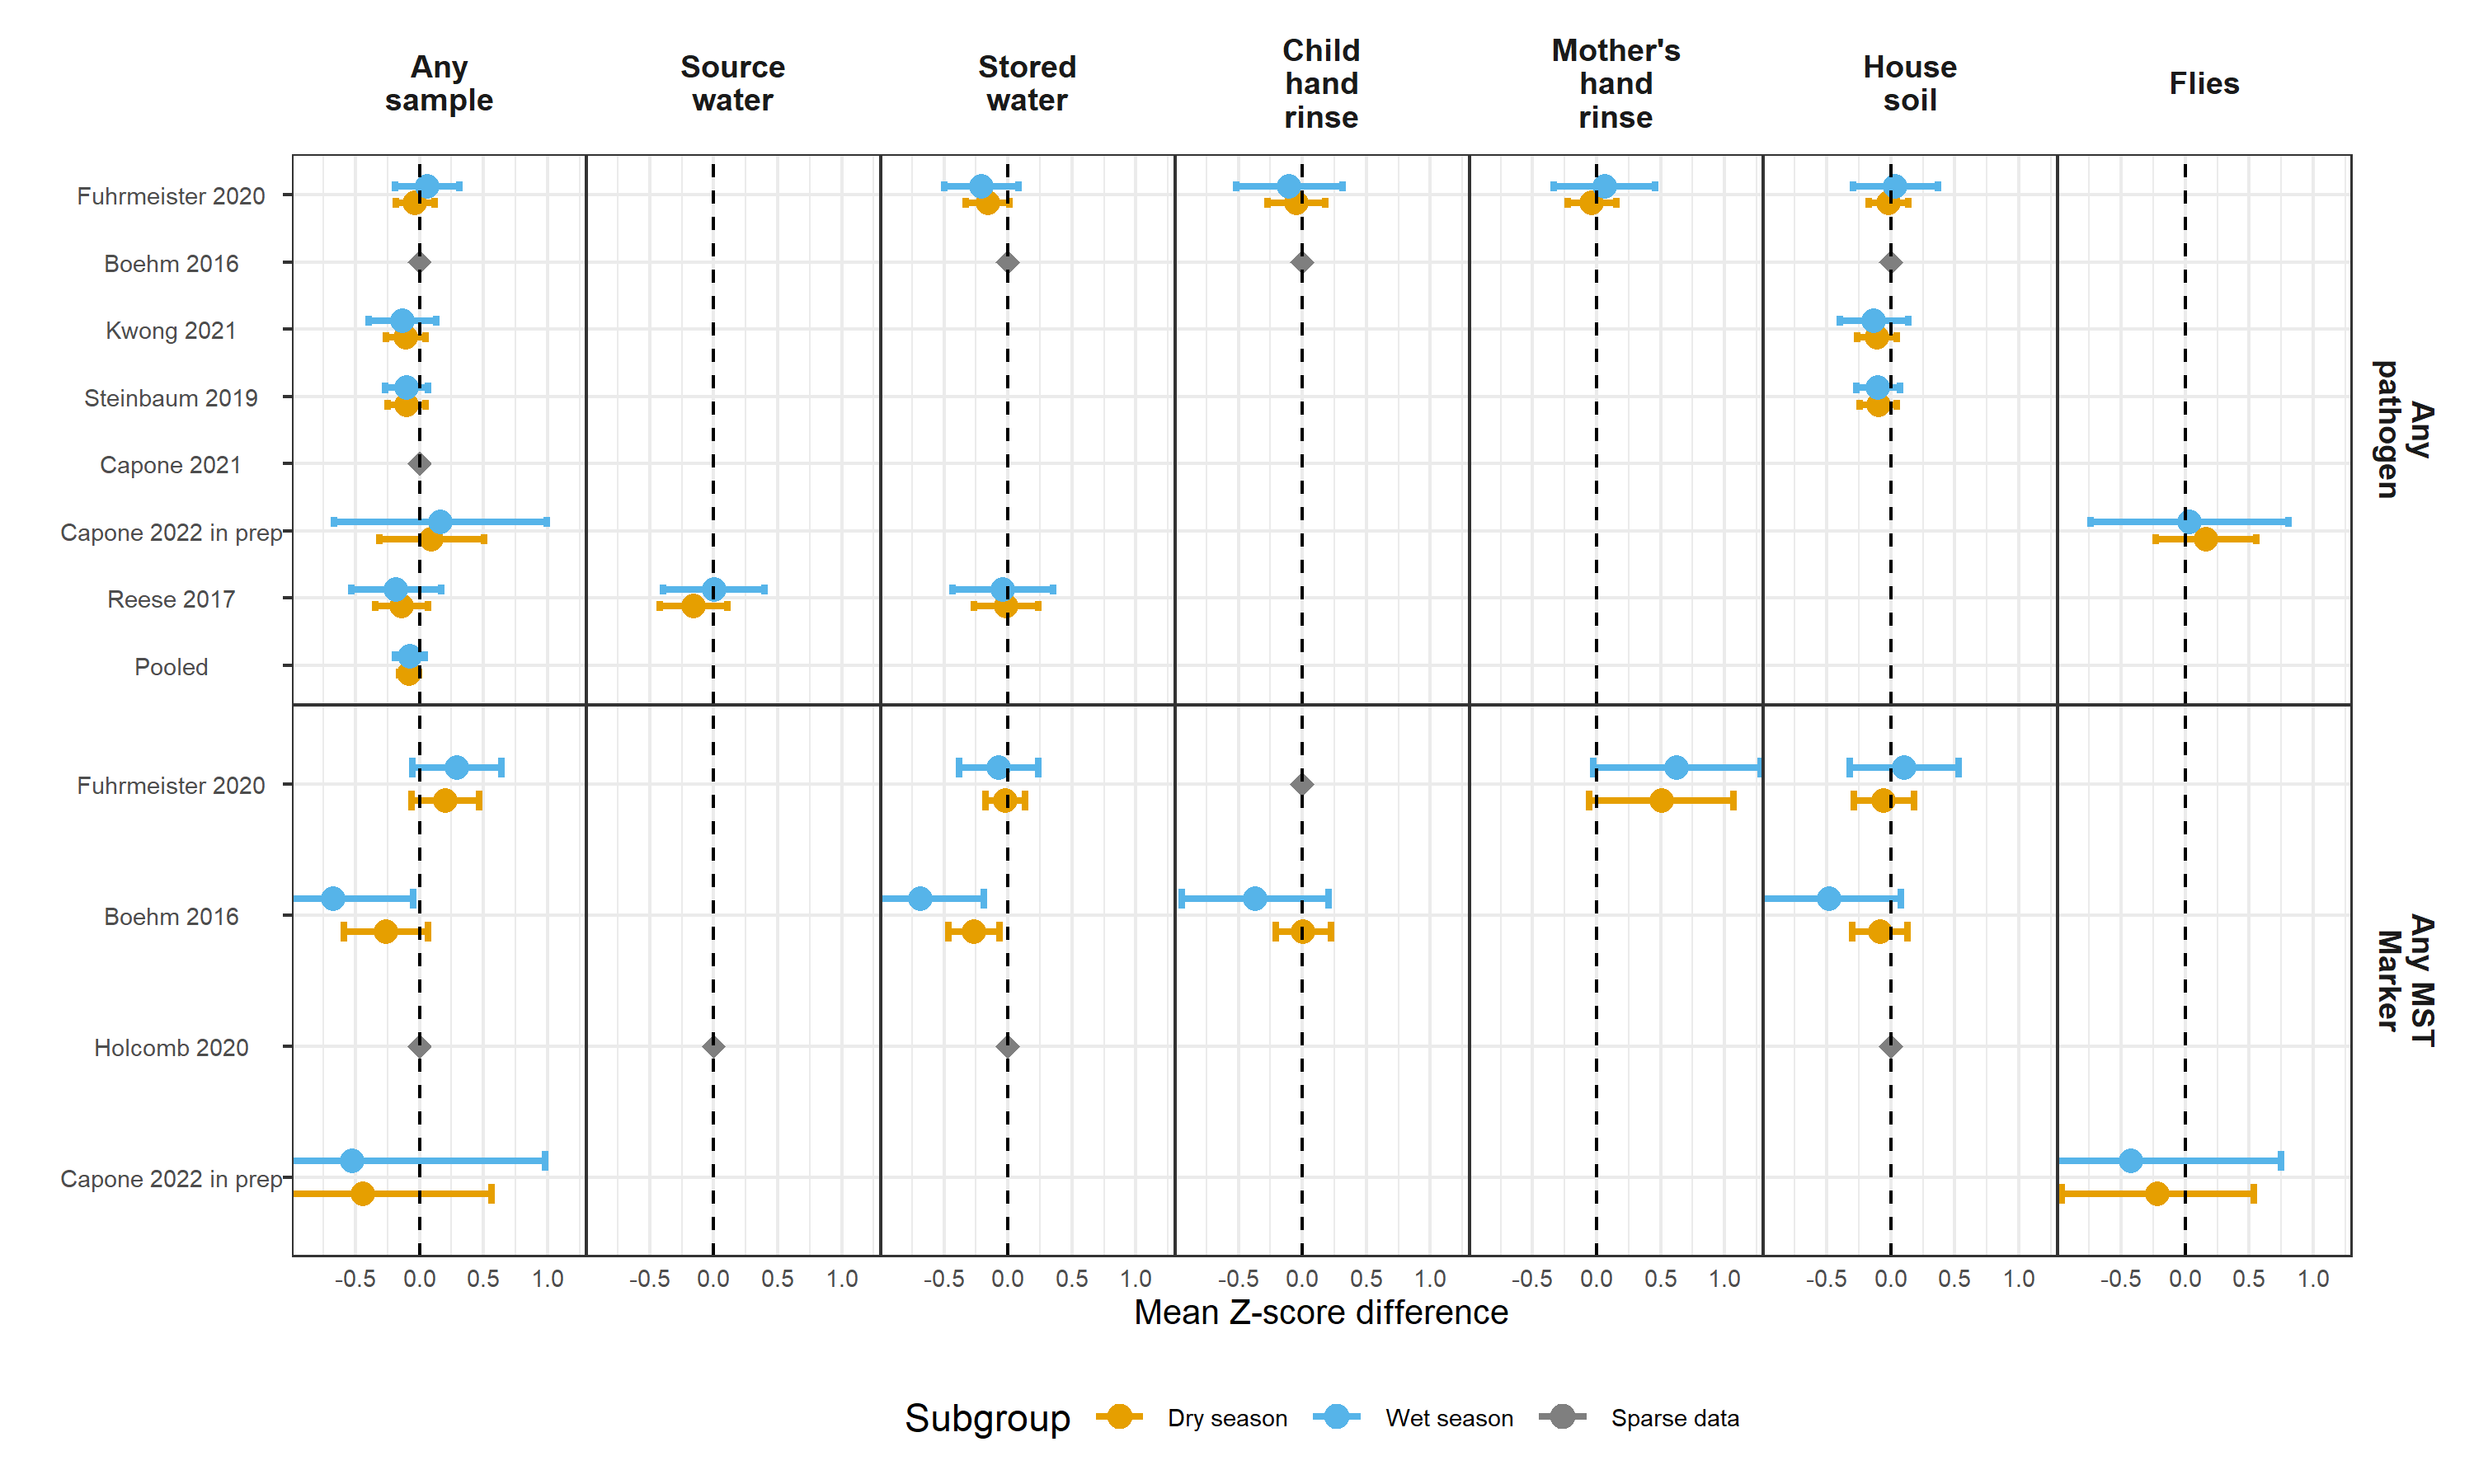 Any
sample
Source
water
Stored
water
Child
hand
rinse
Mother's
hand
rinse
House
soil
Flies
Fuhrmeister 2020
Boehm 2016
Kwong 2021
Steinbaum 2019
Capone 2021
Capone 2022 in prep
Reese 2017
Pooled
Any
pathogen
Fuhrmeister 2020
Boehm 2016
Holcomb 2020
Capone 2022 in prep
Any MST
Marker
-0.5 0.0 0.5 1.0 -0.5 0.0 0.5 1.0 -0.5 0.0 0.5 1.0 -0.5 0.0 0.5 1.0 -0.5 0.0 0.5 1.0 -0.5 0.0 0.5 1.0 -0.5 0.0 0.5 1.0
Mean Z-score difference
Subgroup Dry season Wet season Sparse data